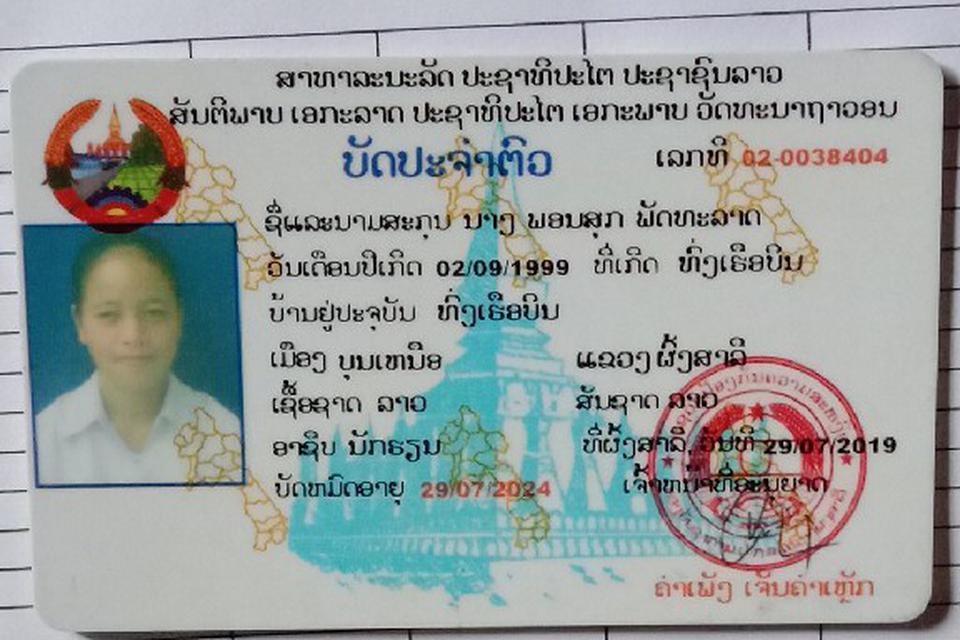 ສາທາລະນະລັດ ປະຊາທິປະໄຕ ປະຊາຊົນລາວ
ສັນຕິພາບ ເອກະລາດ ປະຊາທິປະໄຕ ເອກະພາບ ວັດທະນາຖາວອນ
ບັດປະຈຳຕົວ ເລກທີ 02-0038404
ຊື່ແລະນາມສະກຸນ ນາງ ພອນສຸກ ພັດທະລາດ
ວັນເດືອນປີເກີດ 02/09/1999 ທີ່ເກີດ ທົ່ງເຮືອບິນ
ບ້ານຢູ່ປະຈຸບັນ ທົ່ງເຮືອບິນ
ເມືອງ ບຸນເຫນືອ ແຂວງ ຜົ້ງສາລີ
ເຊື້ອຊາດ ລາວ ສັນຊາດ ລາວ
ອາຊີບ ນັກຮຽນ ທີ່ຜົ້ງສາລີ, ວັນທີ 29/07/2019
ບັດຫມົດອາຍຸ 29/07/2024 ເຈົ້າຫນ້າທີ່ອະນຸຍາດ
ຄຳເພັງ ເຈັນຄຳເຫຼັກ